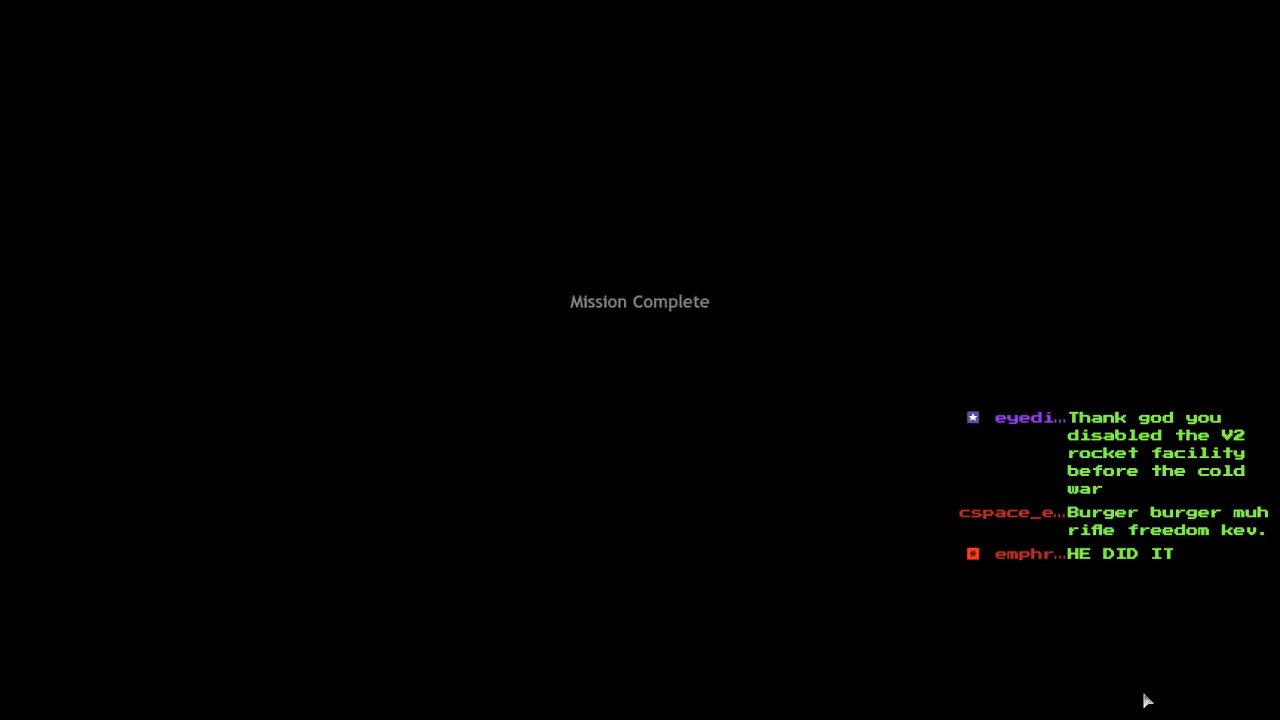 Mission Complete
eyedi...Thank god you
disabled the V2
rocket facility
before the cold
war
cspace_e...Burger burger muh
rifle freedom kev.
emphr...HE DID IT